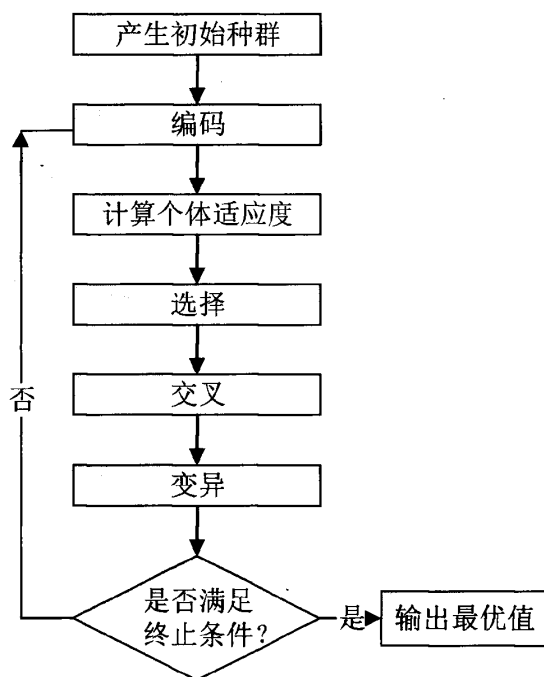 产生初始种群
编码
计算个体适应度
选择
交叉
否
变异
是否满足
终止条件?
是
输出最优值